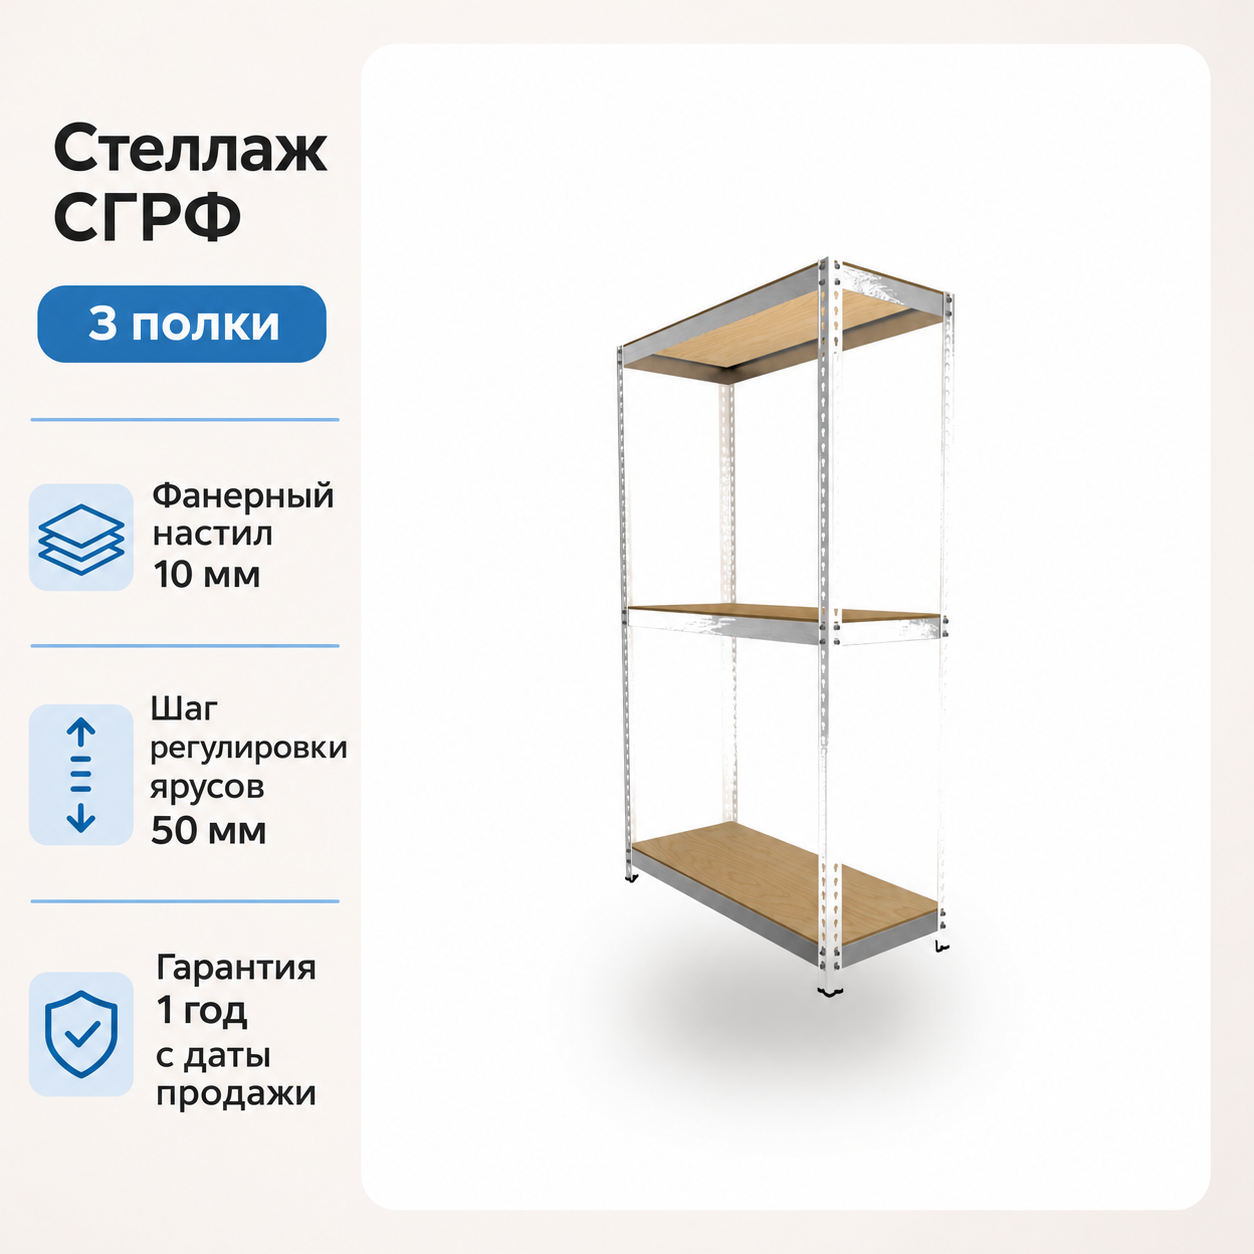 Стеллаж
СГРФ
3 полки
Фанерный
настил
10 мм
Шаг
регулировки
ярусов
50 мм
Гарантия
1 год
с даты
продажи